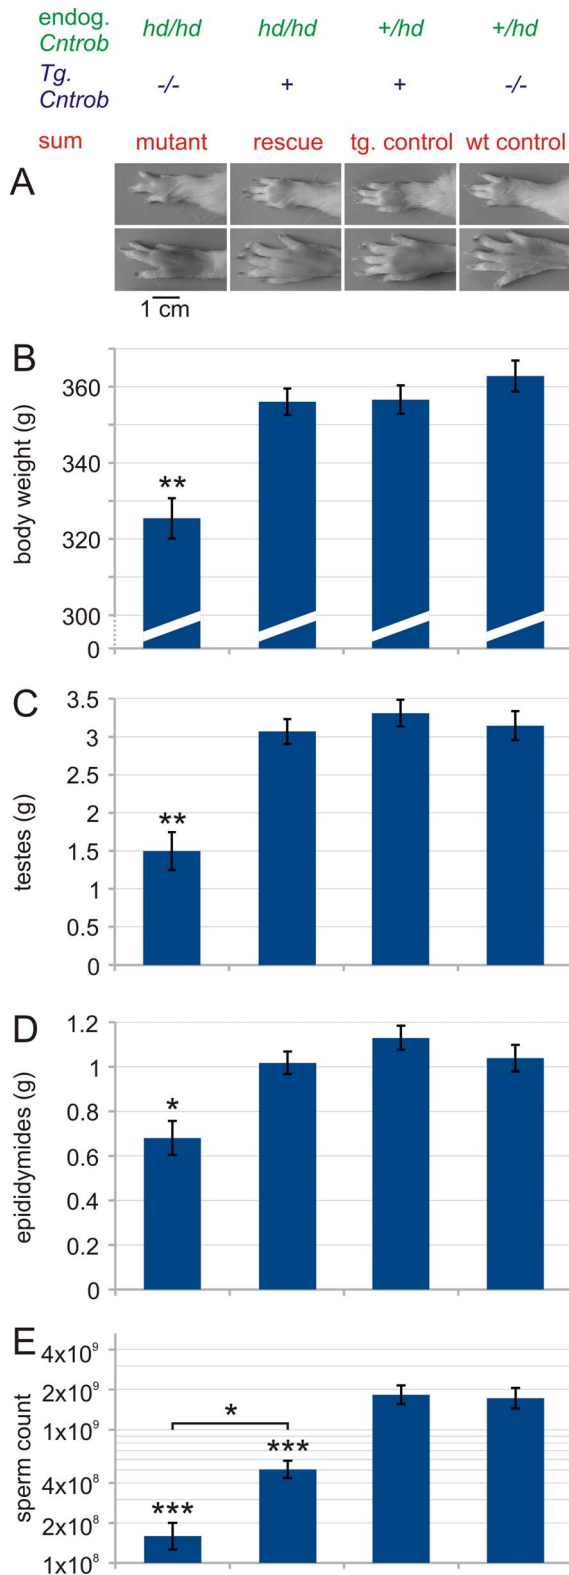 endog.
Cntrob hd/hd hd/hd +/hd +/hd
Tg.
Cntrob -/- + + -/-
sum mutant rescue tg. control wt control
A
1 cm
B
body weight (g)
360
340
320
300
0
**
C
testes (g)
3.5
3
2.5
2
1.5
1
0.5
0
**
D
epididymides (g)
1.2
1
0.8
0.6
0.4
0.2
0
*
E
sperm count
4x10⁹
2x10⁹
1x10⁹
4x10⁸
2x10⁸
1x10⁸
*
***
***